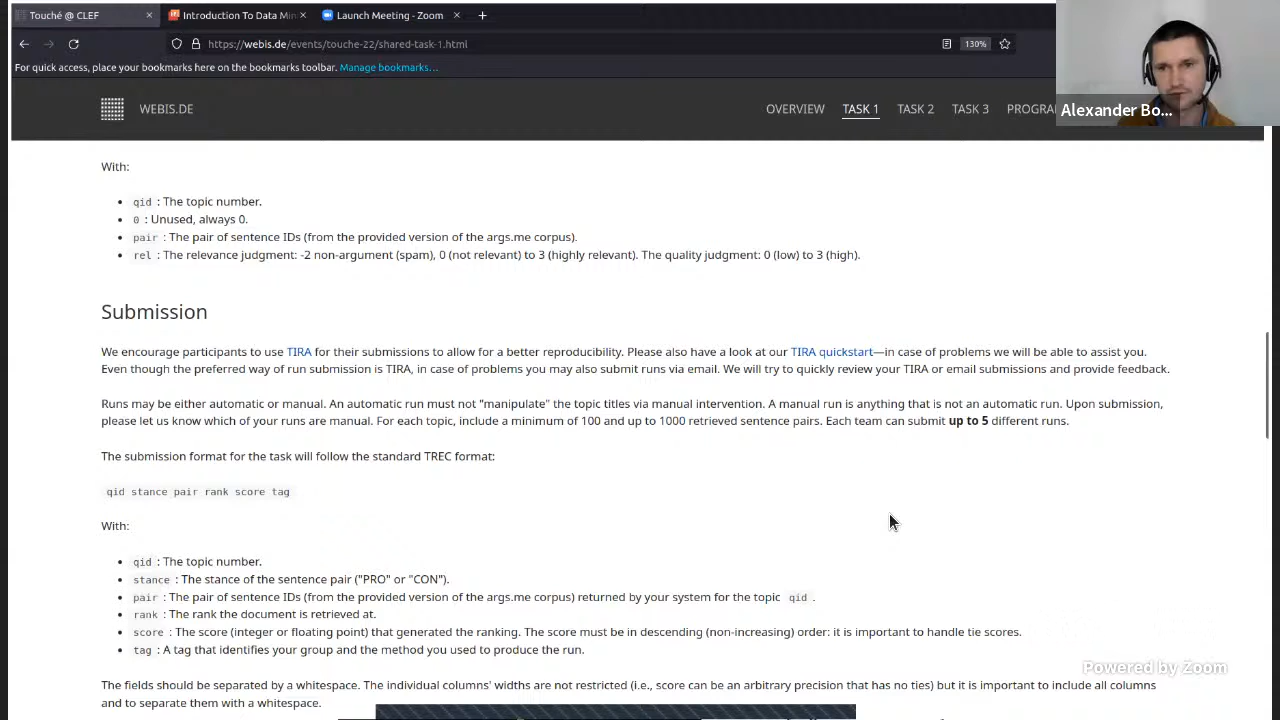 Touché @ CLEF
Introduction To Data Min
Launch Meeting - Zoom
https://webis.de/events/touche-22/shared-task-1.html
130%
For quick access, place your bookmarks here on the bookmarks toolbar. Manage bookmarks…
WEBIS.DE
OVERVIEW TASK 1 TASK 2 TASK 3 PROGRAM
Alexander Bo...
With:
• qid : The topic number.
• 0 : Unused, always 0.
• pair : The pair of sentence IDs (from the provided version of the args.me corpus).
• rel : The relevance judgment: -2 non-argument (spam), 0 (not relevant) to 3 (highly relevant). The quality judgment: 0 (low) to 3 (high).
Submission
We encourage participants to use TIRA for their submissions to allow for a better reproducibility. Please also have a look at our TIRA quickstart—in case of problems we will be able to assist you.
Even though the preferred way of run submission is TIRA, in case of problems you may also submit runs via email. We will try to quickly review your TIRA or email submissions and provide feedback.
Runs may be either automatic or manual. An automatic run must not "manipulate" the topic titles via manual intervention. A manual run is anything that is not an automatic run. Upon submission,
please let us know which of your runs are manual. For each topic, include a minimum of 100 and up to 1000 retrieved sentence pairs. Each team can submit up to 5 different runs.
The submission format for the task will follow the standard TREC format:
qid stance pair rank score tag
With:
• qid : The topic number.
• stance : The stance of the sentence pair ("PRO" or "CON").
• pair : The pair of sentence IDs (from the provided version of the args.me corpus) returned by your system for the topic qid .
• rank : The rank the document is retrieved at.
• score : The score (integer or floating point) that generated the ranking. The score must be in descending (non-increasing) order: it is important to handle tie scores.
• tag : A tag that identifies your group and the method you used to produce the run.
Powered by Zoom
The fields should be separated by a whitespace. The individual columns' widths are not restricted (i.e., score can be an arbitrary precision that has no ties) but it is important to include all columns
and to separate them with a whitespace.